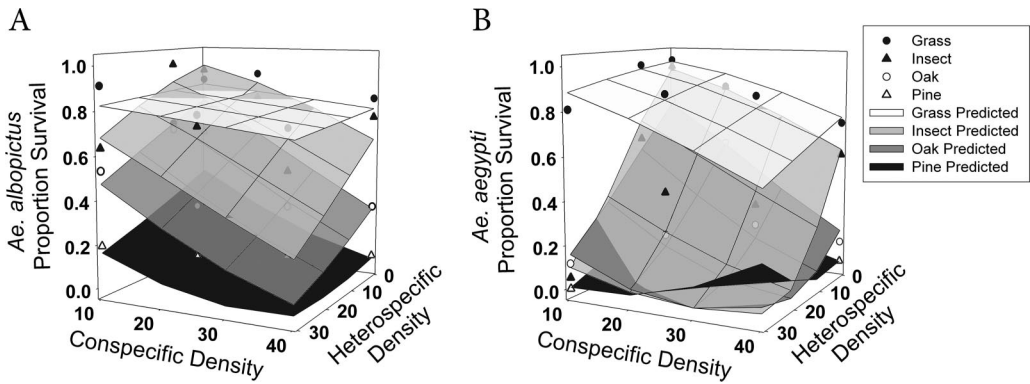 A
Ae. albopictus
Proportion Survival
1.0
0.8
0.6
0.4
0.2
0.0
10
20
30
40
Conspecific Density
30
20
10
0
Heterospecific
Density
B
Ae. aegypti
Proportion Survival
1.0
0.8
0.6
0.4
0.2
0.0
10
20
30
40
Conspecific Density
30
20
10
0
Heterospecific
Density
Grass
Insect
Oak
Pine
Grass Predicted
Insect Predicted
Oak Predicted
Pine Predicted